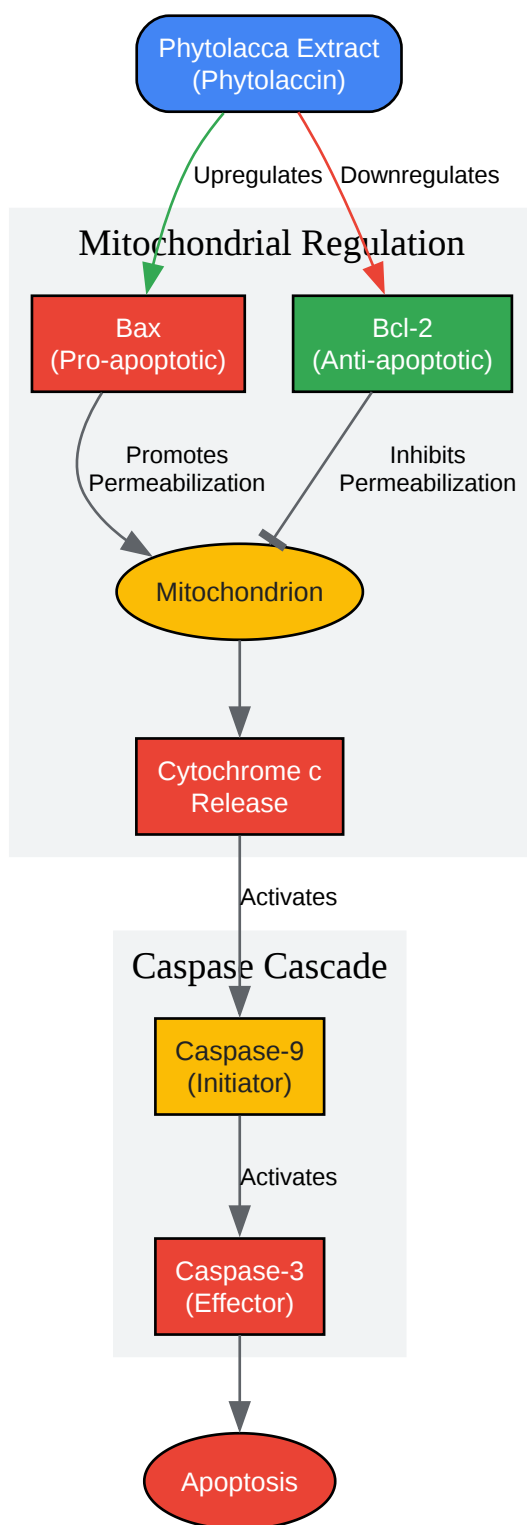 Phytolacca Extract
(Phytolaccin)
Upregulates
Downregulates
Mitochondrial Regulation
Bax
(Pro-apoptotic)
Bcl-2
(Anti-apoptotic)
Promotes
Permeabilization
Inhibits
Permeabilization
Mitochondrion
Cytochrome c
Release
Activates
Caspase Cascade
Caspase-9
(Initiator)
Activates
Caspase-3
(Effector)
Apoptosis